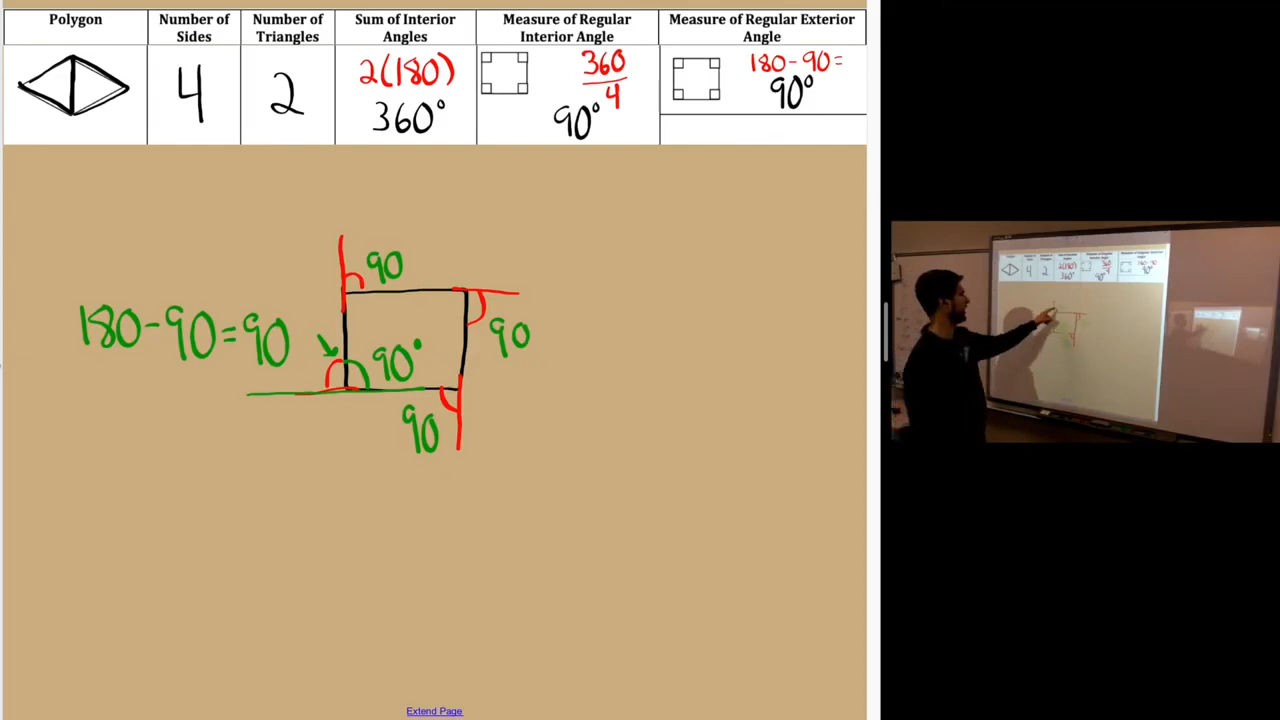 Polygon
Number of Sides
Number of Triangles
Sum of Interior Angles
Measure of Regular Interior Angle
Measure of Regular Exterior Angle
4
2
2(180)
360°
360
4
90°
180-90=
90°
90
180-90=90
90°
90
90
Extend Page